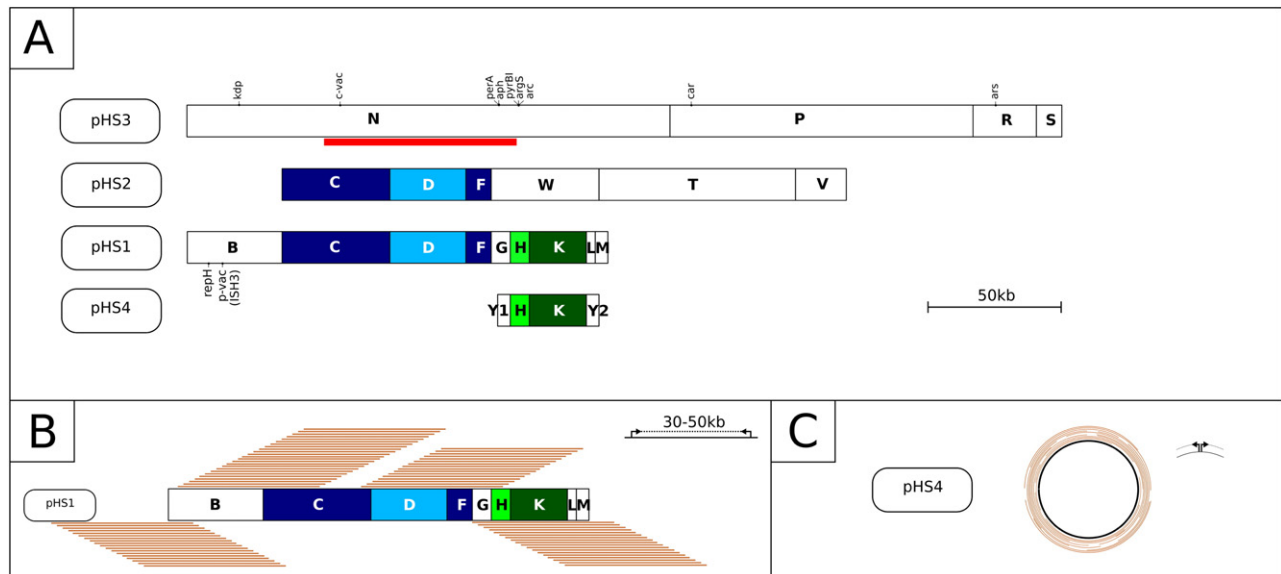 A
kdp c-vac perA aph pyrBI argS arc car ars
pHS3 N P R S
pHS2 C D F W T V
pHS1 B C D F G H K L M
repH p-vac (ISH3)
pHS4 Y1 H K Y2
50kb
B
30-50kb
pHS1 B C D F G H K L M
C
pHS4